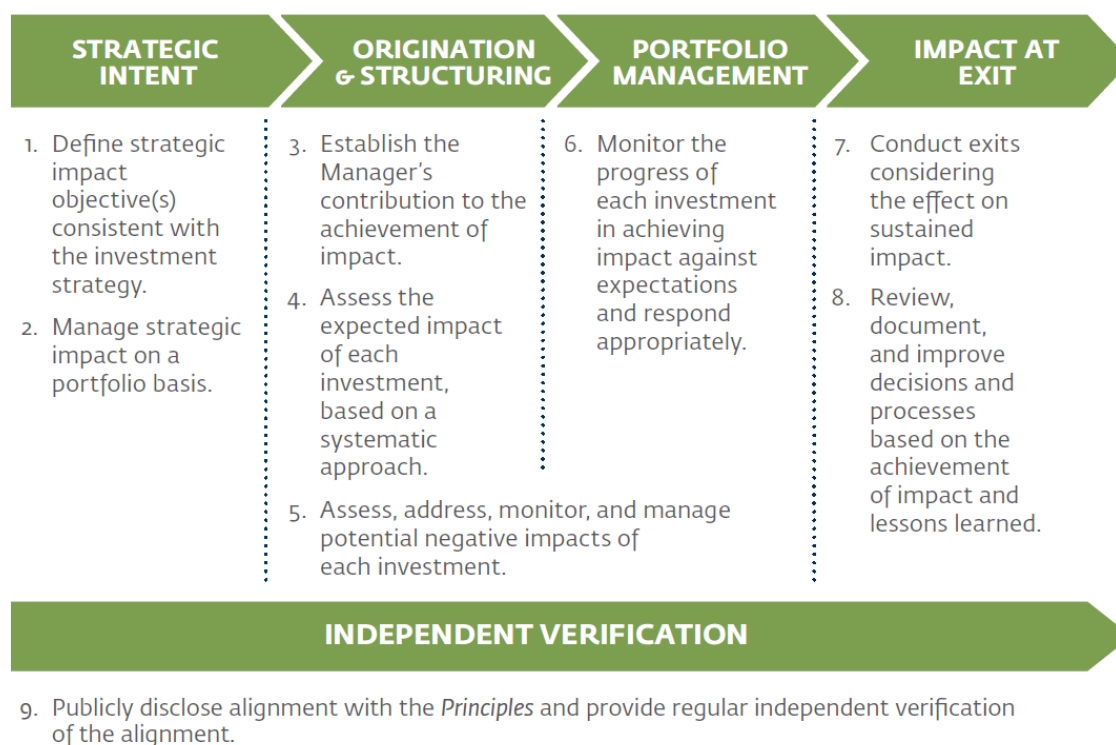 STRATEGIC
INTENT
ORIGINATION
& STRUCTURING
PORTFOLIO
MANAGEMENT
IMPACT AT
EXIT
1. Define strategic
impact
objective(s)
consistent with
the investment
strategy.
2. Manage strategic
impact on a
portfolio basis.
3. Establish the
Manager’s
contribution to the
achievement of
impact.
4. Assess the
expected impact
of each
investment,
based on a
systematic
approach.
5. Assess, address, monitor, and manage
potential negative impacts of
each investment.
6. Monitor the
progress of
each investment
in achieving
impact against
expectations
and respond
appropriately.
7. Conduct exits
considering
the effect on
sustained
impact.
8. Review,
document,
and improve
decisions and
processes
based on the
achievement
of impact and
lessons learned.
INDEPENDENT VERIFICATION
9. Publicly disclose alignment with the Principles and provide regular independent verification
of the alignment.